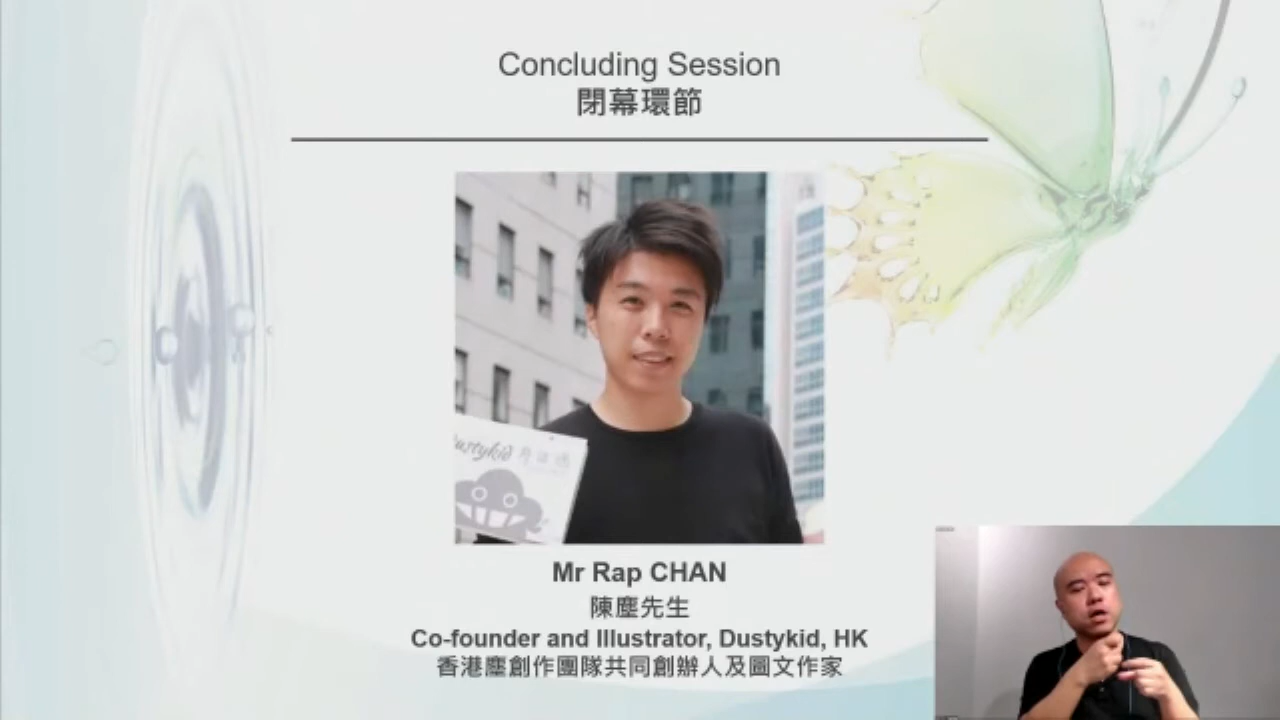 Concluding Session
閉幕環節
Dustykid
Mr Rap CHAN
陳塵先生
Co-founder and Illustrator, Dustykid, HK
香港塵創作團隊共同創辦人及圖文作家